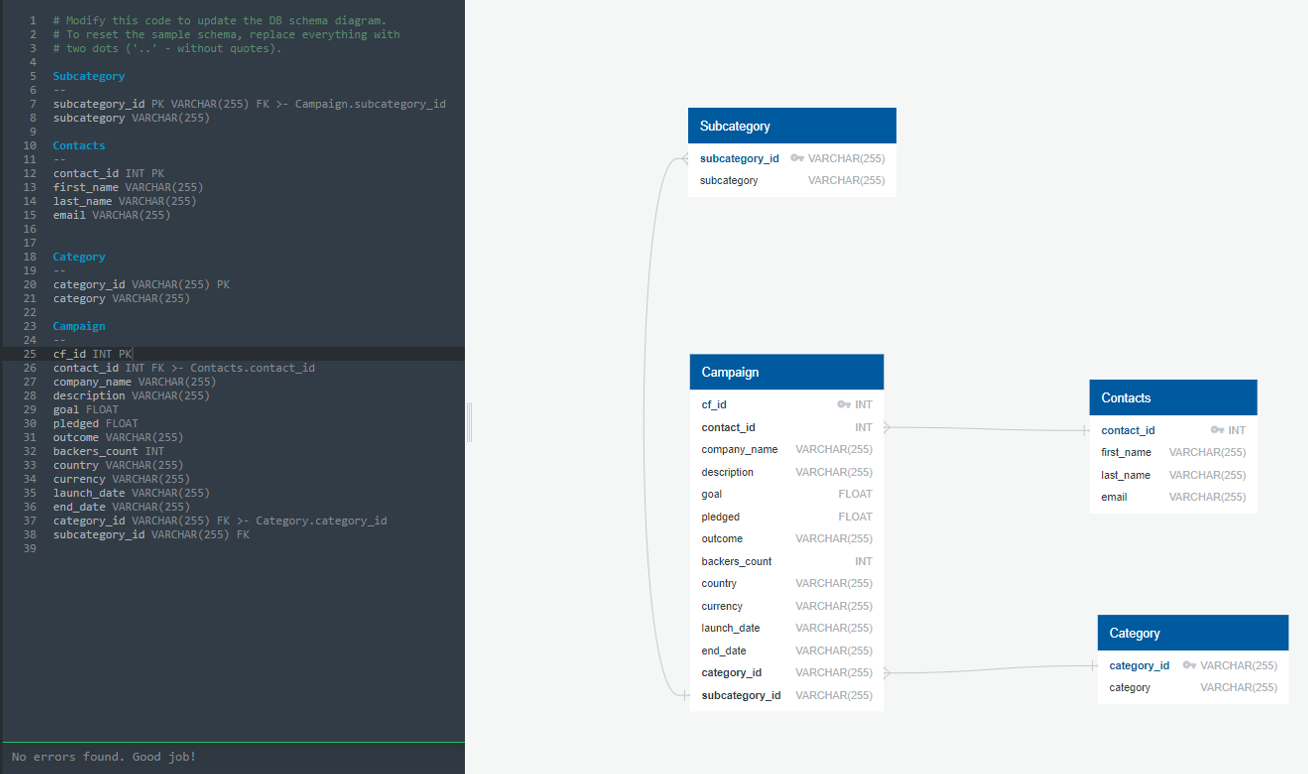 1 # Modify this code to update the DB schema diagram.
2 # To reset the sample schema, replace everything with
3 # two dots ('..' - without quotes).
4
5 Subcategory
6 --
7 subcategory_id PK VARCHAR(255) FK >- Campaign.subcategory_id
8 subcategory VARCHAR(255)
9
10 Contacts
11 --
12 contact_id INT PK
13 first_name VARCHAR(255)
14 last_name VARCHAR(255)
15 email VARCHAR(255)
16
17
18 Category
19 --
20 category_id VARCHAR(255) PK
21 category VARCHAR(255)
22
23 Campaign
24 --
25 cf_id INT PK
26 contact_id INT FK >- Contacts.contact_id
27 company_name VARCHAR(255)
28 description VARCHAR(255)
29 goal FLOAT
30 pledged FLOAT
31 outcome VARCHAR(255)
32 backers_count INT
33 country VARCHAR(255)
34 currency VARCHAR(255)
35 launch_date VARCHAR(255)
36 end_date VARCHAR(255)
37 category_id VARCHAR(255) FK >- Category.category_id
38 subcategory_id VARCHAR(255) FK
39
No errors found. Good job!
Subcategory
subcategory_id VARCHAR(255)
subcategory VARCHAR(255)
Campaign
cf_id INT
contact_id INT
company_name VARCHAR(255)
description VARCHAR(255)
goal FLOAT
pledged FLOAT
outcome VARCHAR(255)
backers_count INT
country VARCHAR(255)
currency VARCHAR(255)
launch_date VARCHAR(255)
end_date VARCHAR(255)
category_id VARCHAR(255)
subcategory_id VARCHAR(255)
Contacts
contact_id INT
first_name VARCHAR(255)
last_name VARCHAR(255)
email VARCHAR(255)
Category
category_id VARCHAR(255)
category VARCHAR(255)